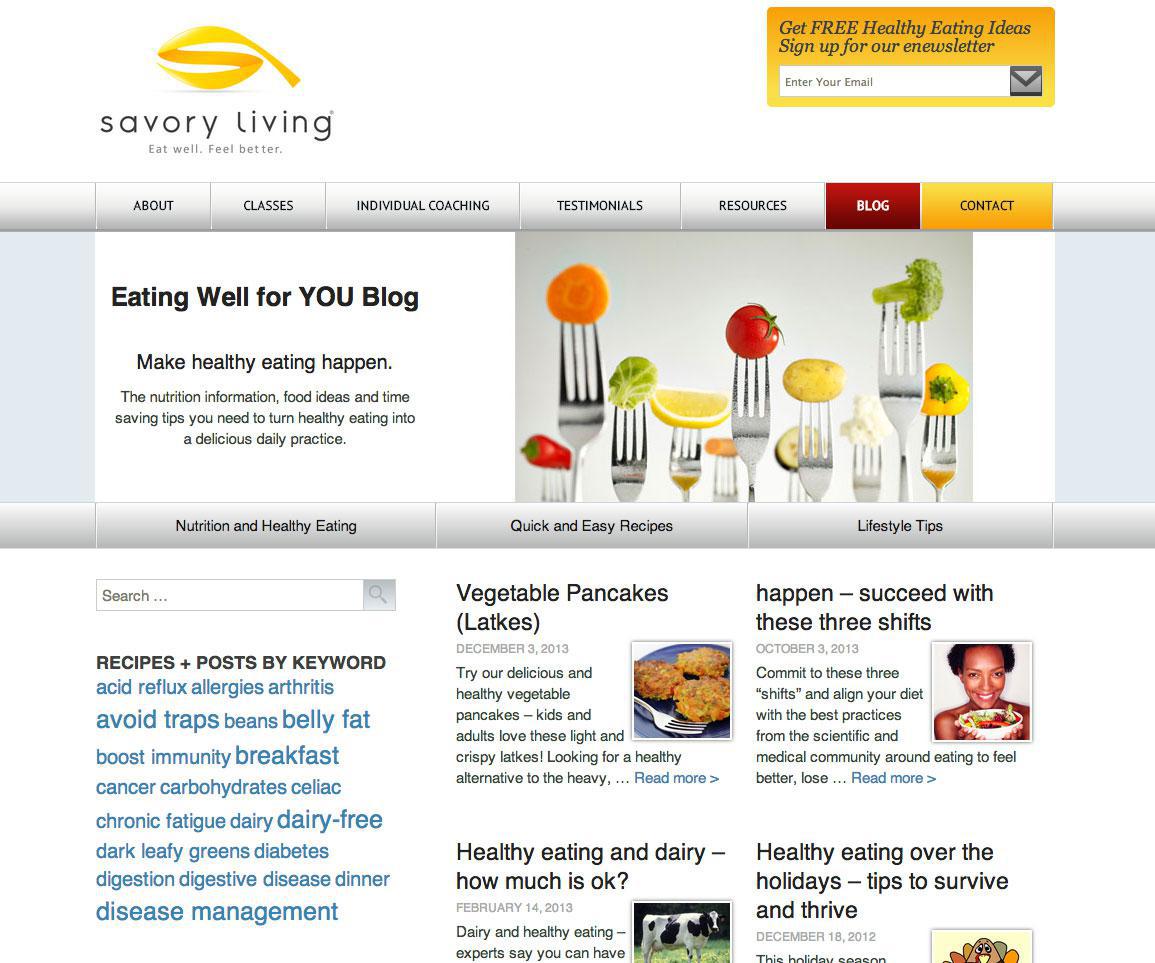 savory living
Eat well. Feel better.
Get FREE Healthy Eating Ideas
Sign up for our enewsletter
Enter Your Email
ABOUT
CLASSES
INDIVIDUAL COACHING
TESTIMONIALS
RESOURCES
BLOG
CONTACT
Eating Well for YOU Blog
Make healthy eating happen.
The nutrition information, food ideas and time
saving tips you need to turn healthy eating into
a delicious daily practice.
Nutrition and Healthy Eating
Quick and Easy Recipes
Lifestyle Tips
Search …
RECIPES + POSTS BY KEYWORD
acid reflux allergies arthritis
avoid traps beans belly fat
boost immunity breakfast
cancer carbohydrates celiac
chronic fatigue dairy dairy-free
dark leafy greens diabetes
digestion digestive disease dinner
disease management
Vegetable Pancakes
(Latkes)
DECEMBER 3, 2013
Try our delicious and
healthy vegetable
pancakes – kids and
adults love these light and
crispy latkes! Looking for a healthy
alternative to the heavy, … Read more >
happen – succeed with
these three shifts
OCTOBER 3, 2013
Commit to these three
“shifts” and align your diet
with the best practices
from the scientific and
medical community around eating to feel
better, lose … Read more >
Healthy eating and dairy –
how much is ok?
FEBRUARY 14, 2013
Dairy and healthy eating –
experts say you can have
Healthy eating over the
holidays – tips to survive
and thrive
DECEMBER 18, 2012
This holiday season